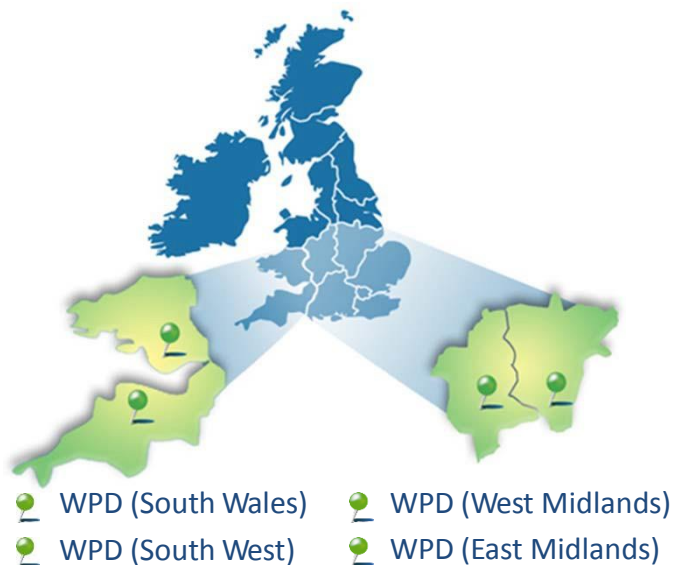 WPD (South Wales)
WPD (West Midlands)
WPD (South West)
WPD (East Midlands)